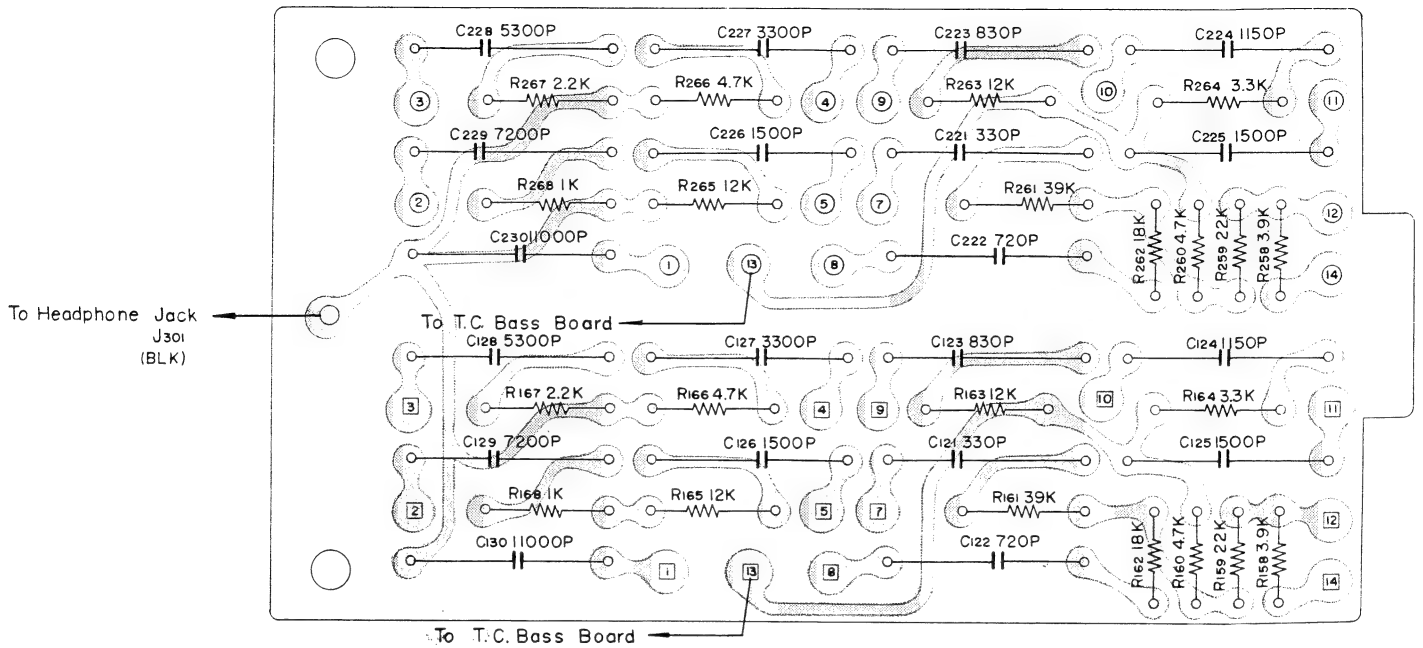 C228 5300P
C227 3300P
C223 830P
C224 1150P
R267 2.2K
R266 4.7K
R263 12K
R264 3.3K
3
4
9
10
11
C229 7200P
C226 1500P
C221 330P
C225 1500P
R268 1K
R265 12K
R261 39K
2
5
7
12
C230 11000P
C222 720P
R262 18K
R260 4.7K
R259 22K
R258 3.9K
1
13
8
14
To Headphone Jack
J301
(BLK)
To T.C. Bass Board
C128 5300P
C127 3300P
C123 830P
C124 1150P
R167 2.2K
R166 4.7K
R163 12K
R164 3.3K
3
4
9
10
11
C129 7200P
C126 1500P
C121 330P
C125 1500P
R168 1K
R165 12K
R161 39K
2
5
7
12
C130 11000P
C122 720P
R162 18K
R160 4.7K
R159 22K
R158 3.9K
1
13
8
14
To T.C. Bass Board